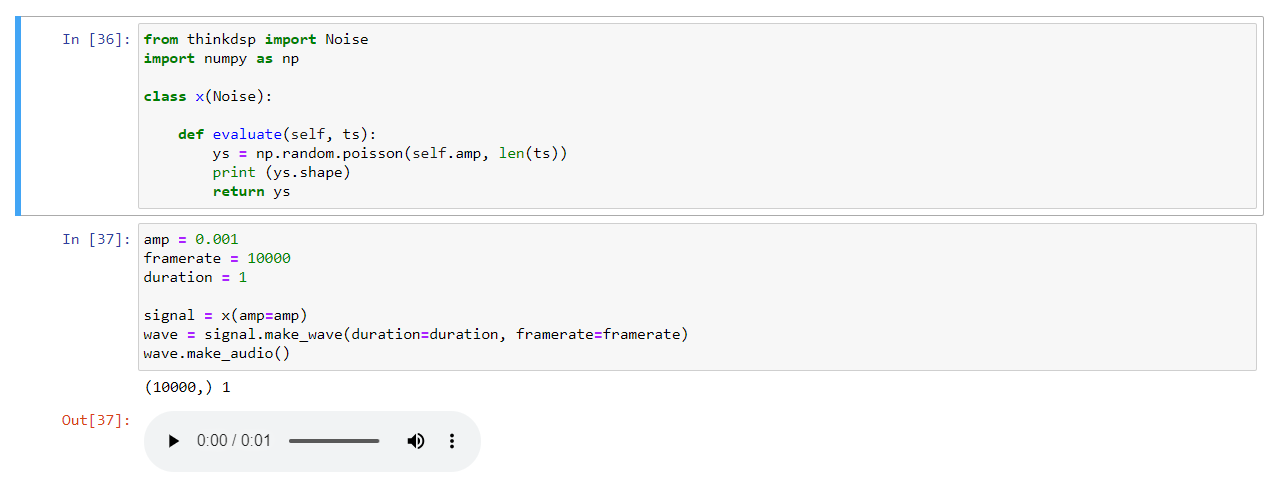 In [36]: from thinkdsp import Noise
import numpy as np

class x(Noise):

    def evaluate(self, ts):
        ys = np.random.poisson(self.amp, len(ts))
        print (ys.shape)
        return ys
In [37]: amp = 0.001
framerate = 10000
duration = 1

signal = x(amp=amp)
wave = signal.make_wave(duration=duration, framerate=framerate)
wave.make_audio()
(10000,) 1
Out[37]:
0:00 / 0:01